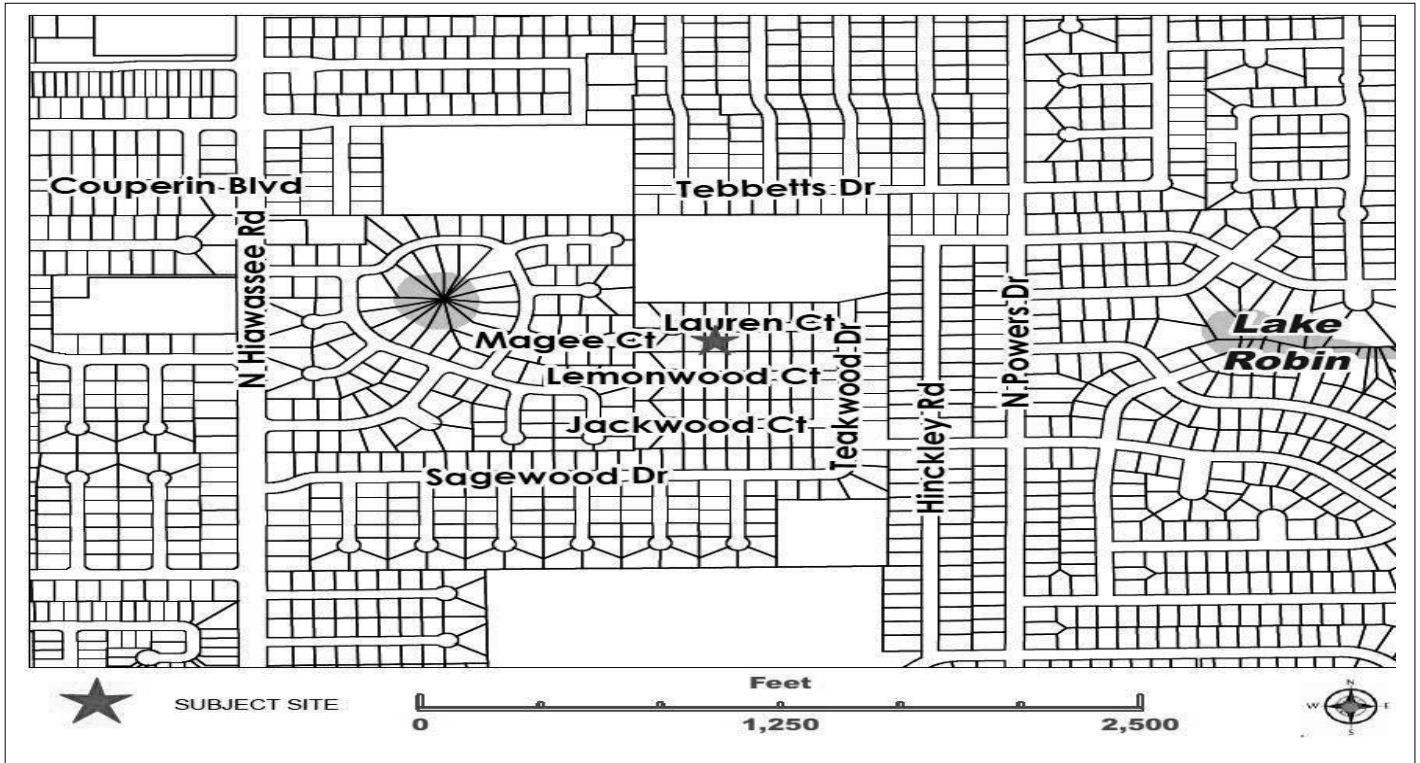 Couperin Blvd
Tebbetts Dr
N Hiawassee Rd
N Powers Dr
Lauren Ct
Magee Ct
Lake
Robin
Lemonwood Ct
Teakwood Dr
Hinckley Rd
Jackwood Ct
Sagewood Dr
SUBJECT SITE
Feet
0
1,250
2,500
N
W
E
S